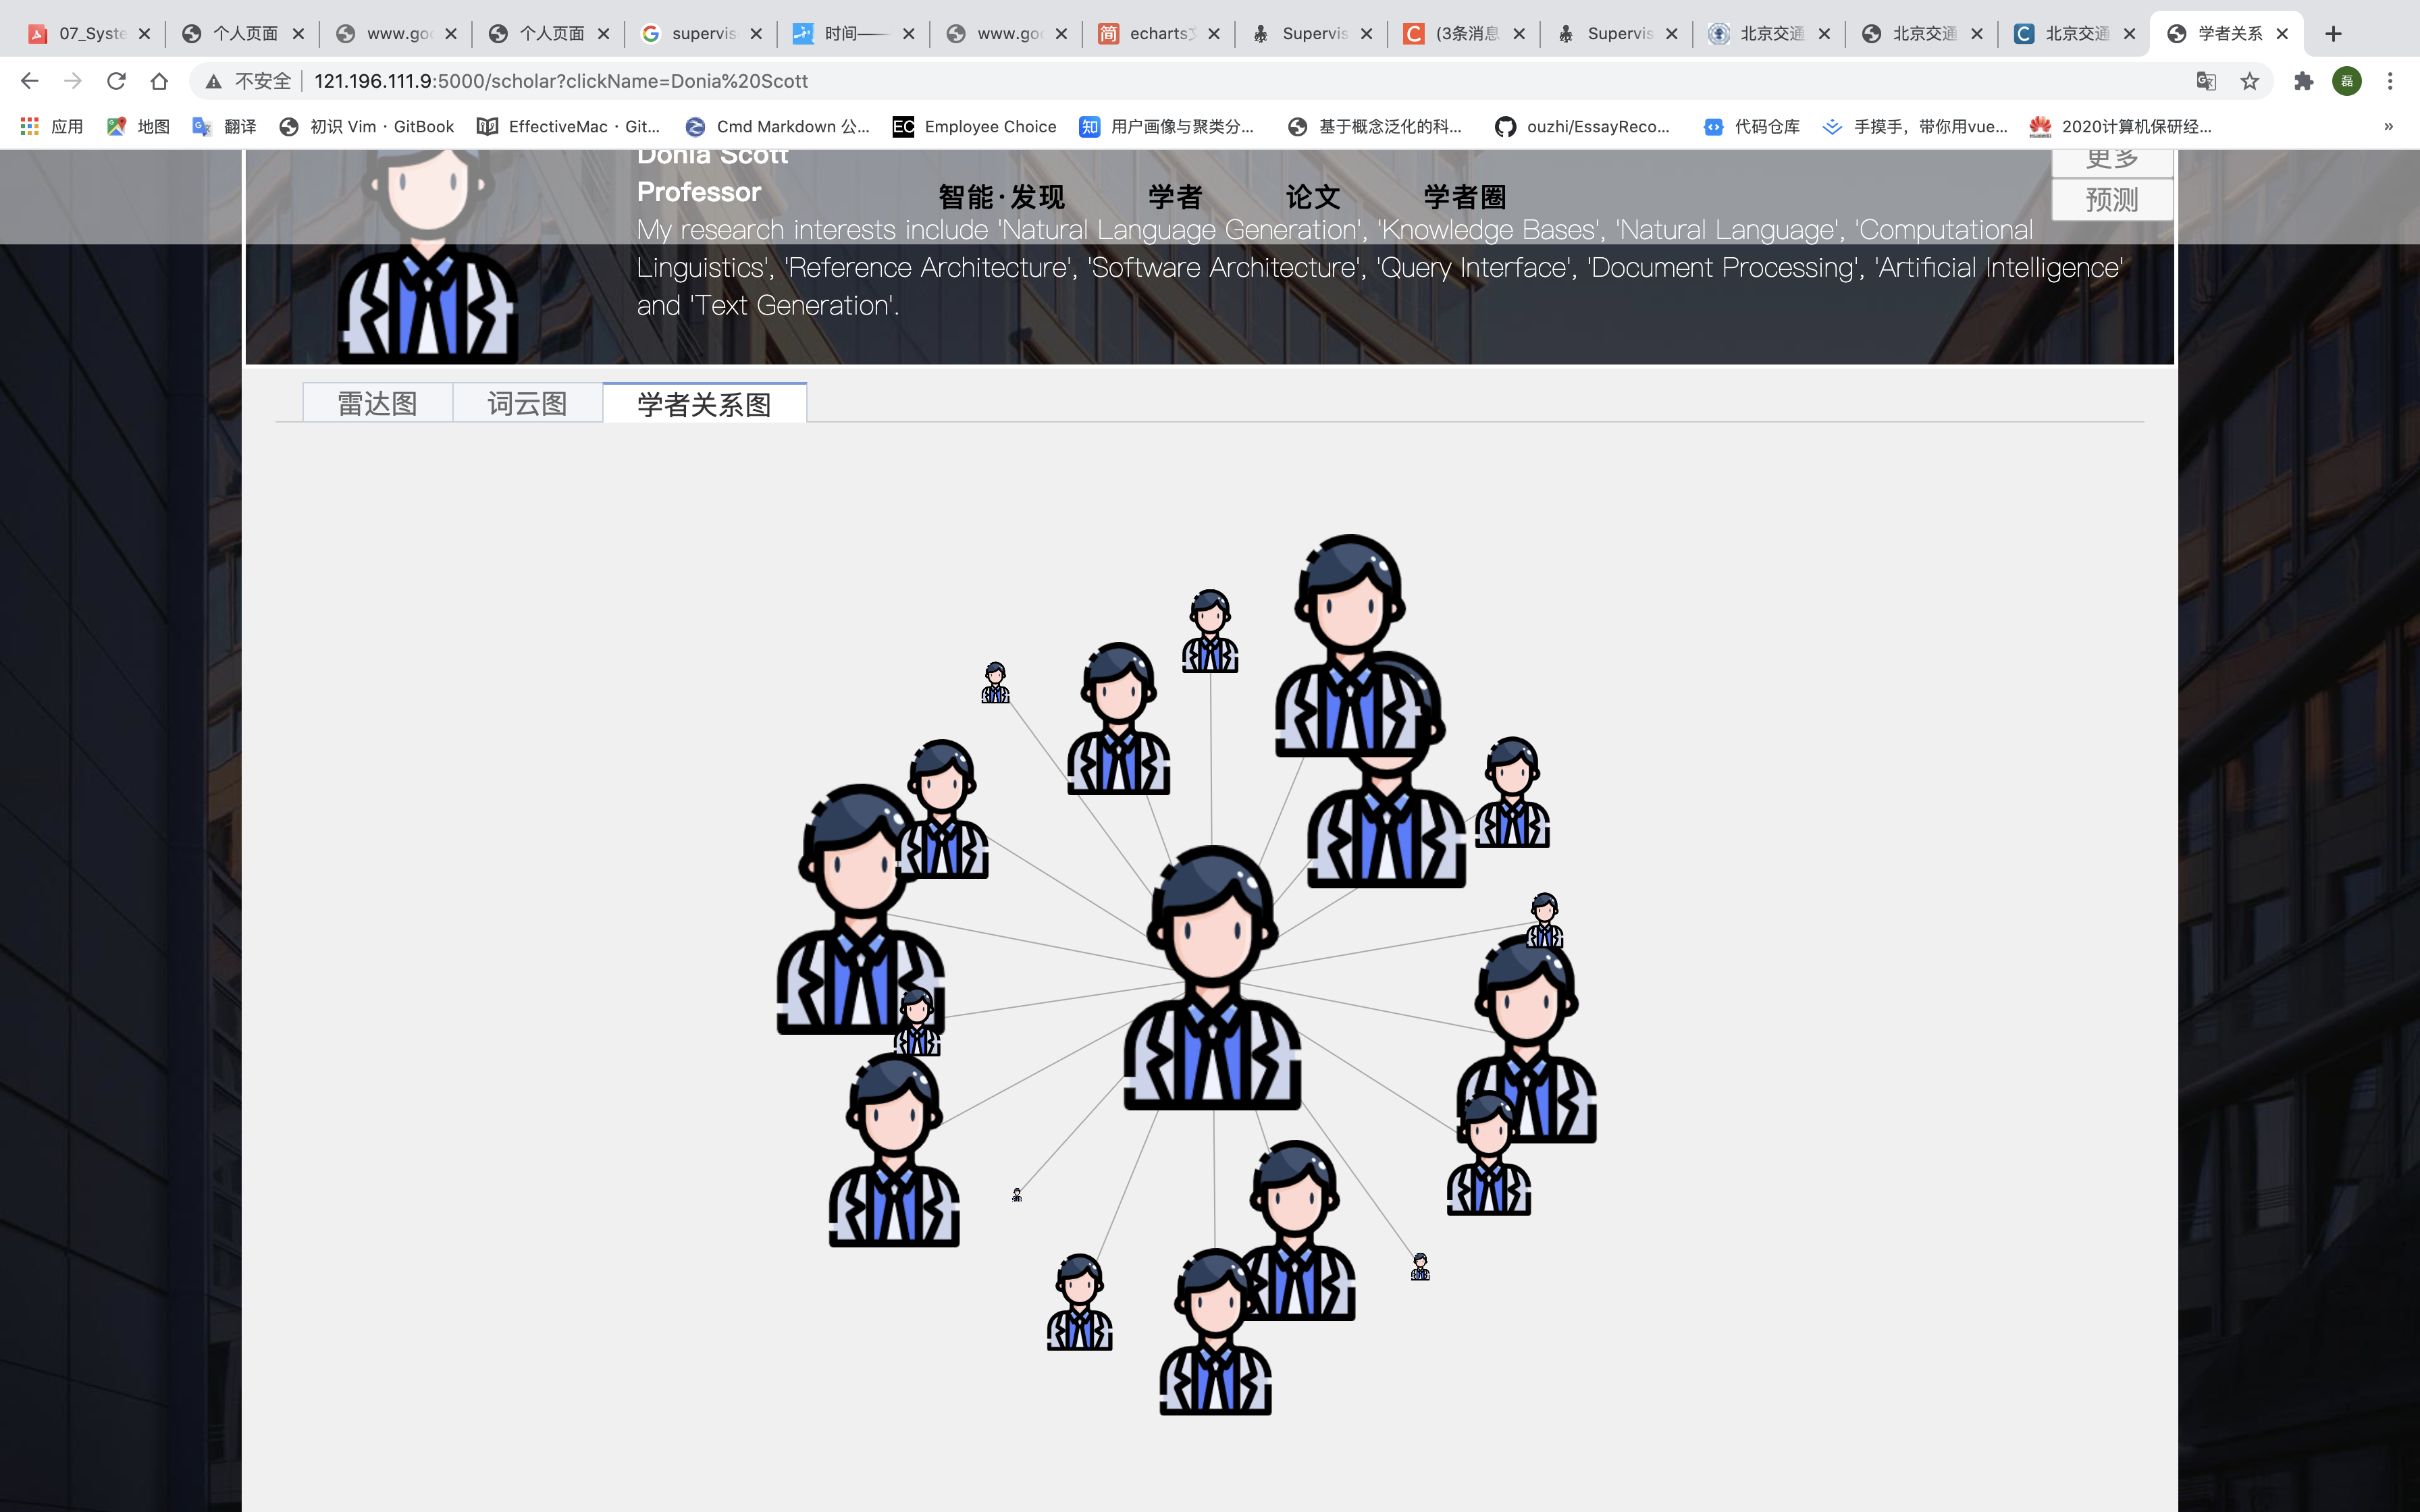 07_Syste
个人页面
www.goo
个人页面
supervis
时间——
www.goo
echarts
Supervis
(3条消息
Supervis
北京交通
北京交通
北京交通
学者关系
不安全
121.196.111.9:5000/scholar?clickName=Donia%20Scott
磊
应用
地图
翻译
初识 Vim · GitBook
EffectiveMac · Git...
Cmd Markdown 公...
EC
Employee Choice
知
用户画像与聚类分...
基于概念泛化的科...
ouzhi/EssayReco...
代码仓库
手摸手，带你用vue...
2020计算机保研经...
»
Donia Scott
Professor
智能·发现
学者
论文
学者圈
更多
预测
My research interests include 'Natural Language Generation', 'Knowledge Bases', 'Natural Language', 'Computational
Linguistics', 'Reference Architecture', 'Software Architecture', 'Query Interface', 'Document Processing', 'Artificial Intelligence'
and 'Text Generation'.
雷达图
词云图
学者关系图